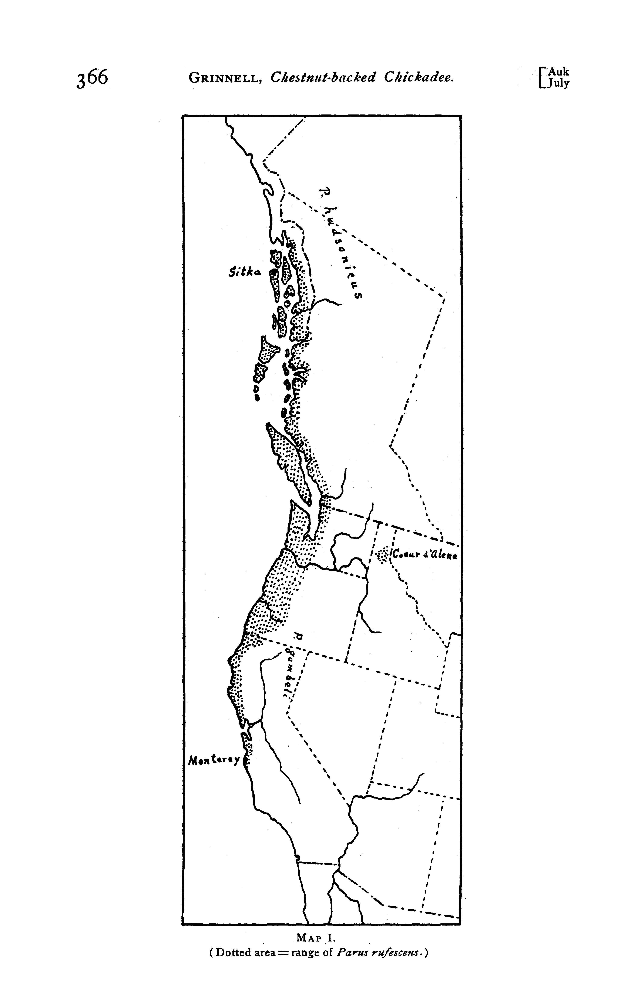 366
GRINNELL, Chestnut-backed Chickadee.
[Auk
July
P. hudsonicus
Sitka
Coeur d'Alene
P. gambeli
Monterey
MAP I.
(Dotted area = range of Parus rufescens.)